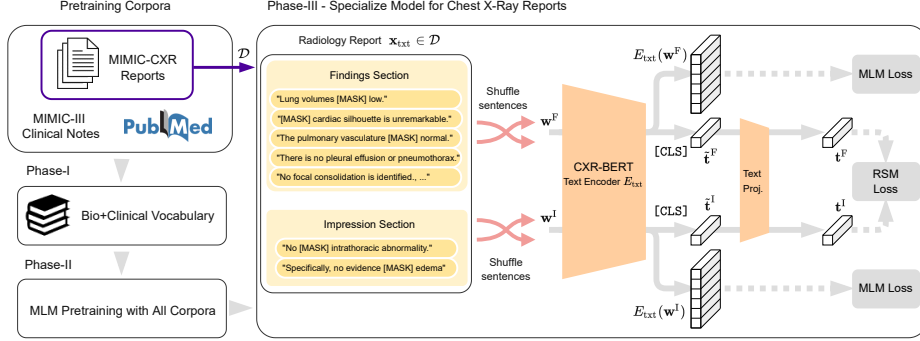 Pretraining Corpora
Phase-III - Specialize Model for Chest X-Ray Reports
MIMIC-CXR
Reports
𝒟
MIMIC-III
Clinical Notes
PubMed
Phase-I
Bio+Clinical Vocabulary
Phase-II
MLM Pretraining with All Corpora
Radiology Report x_txt ∈ 𝒟
Findings Section
"Lung volumes [MASK] low."
"[MASK] cardiac silhouette is unremarkable."
"The pulmonary vasculature [MASK] normal."
"There is no pleural effusion or pneumothorax."
"No focal consolidation is identified., ..."
Impression Section
"No [MASK] intrathoracic abnormality."
"Specifically, no evidence [MASK] edema"
Shuffle
sentences
w^F
w^I
Shuffle
sentences
CXR-BERT
Text Encoder E_txt
E_txt(w^F)
[CLS]
t̃^F
[CLS]
t̃^I
E_txt(w^I)
Text
Proj.
t^F
t^I
MLM Loss
RSM
Loss
MLM Loss